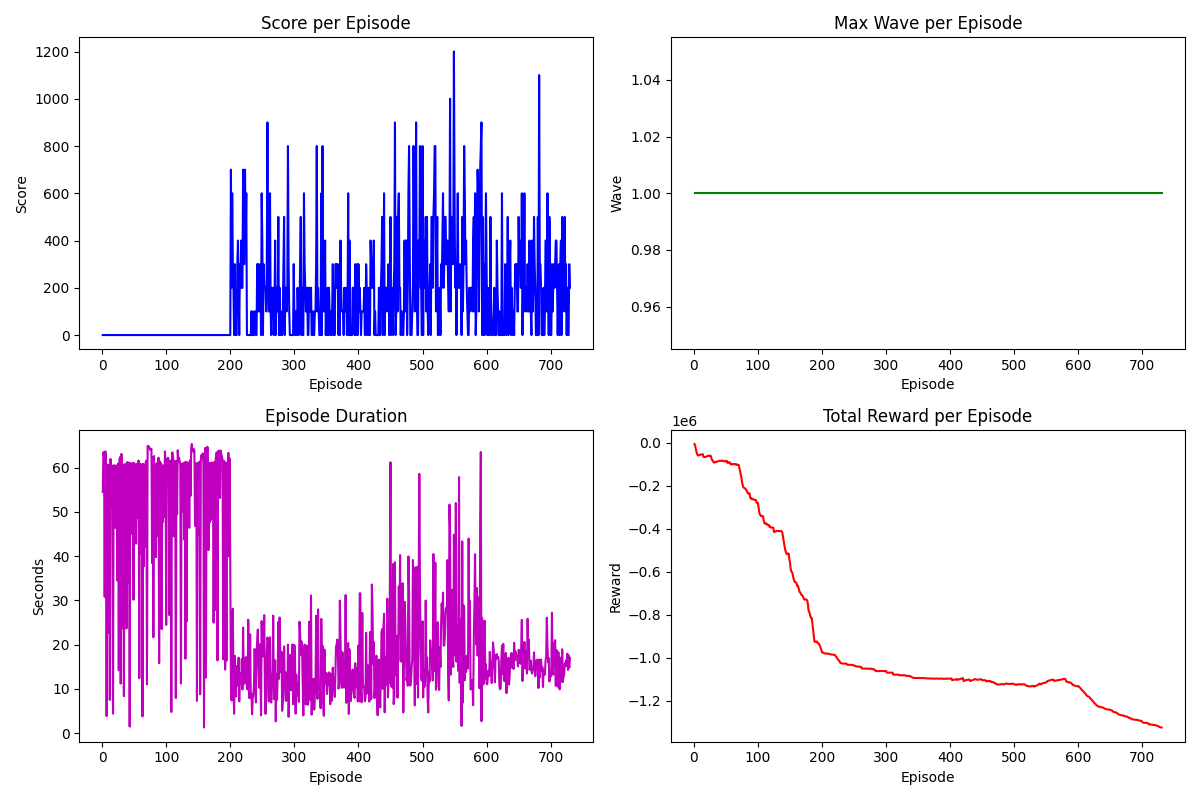 Score per Episode
Max Wave per Episode
1200
1000
800
600
400
200
0
Score
0 100 200 300 400 500 600 700
Episode
1.04
1.02
1.00
0.98
0.96
Wave
0 100 200 300 400 500 600 700
Episode
Episode Duration
Total Reward per Episode
60
50
40
30
20
10
0
Seconds
0 100 200 300 400 500 600 700
Episode
1e6
0.0
−0.2
−0.4
−0.6
−0.8
−1.0
−1.2
Reward
0 100 200 300 400 500 600 700
Episode